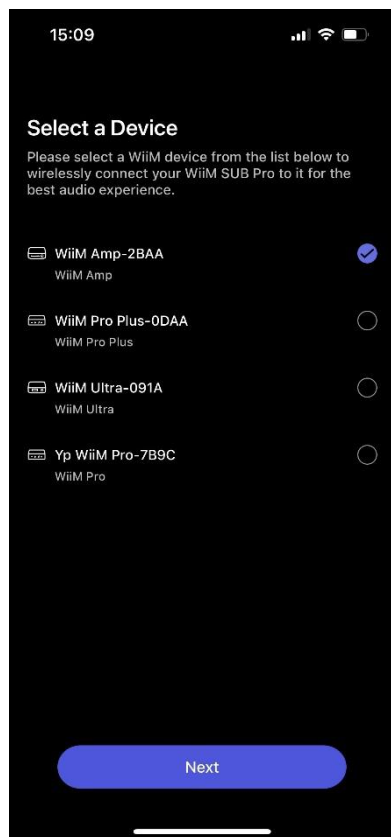 15:09
Select a Device
Please select a WiiM device from the list below to
wirelessly connect your WiiM SUB Pro to it for the
best audio experience.
WiiM Amp-2BAA
WiiM Amp
WiiM Pro Plus-0DAA
WiiM Pro Plus
WiiM Ultra-091A
WiiM Ultra
Yp WiiM Pro-7B9C
WiiM Pro
Next